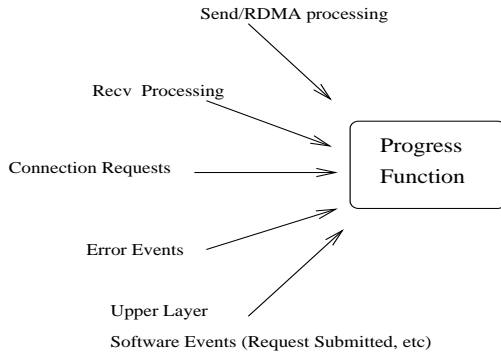 Send/RDMA processing
Recv Processing
Progress
Function
Connection Requests
Error Events
Upper Layer
Software Events (Request Submitted, etc)